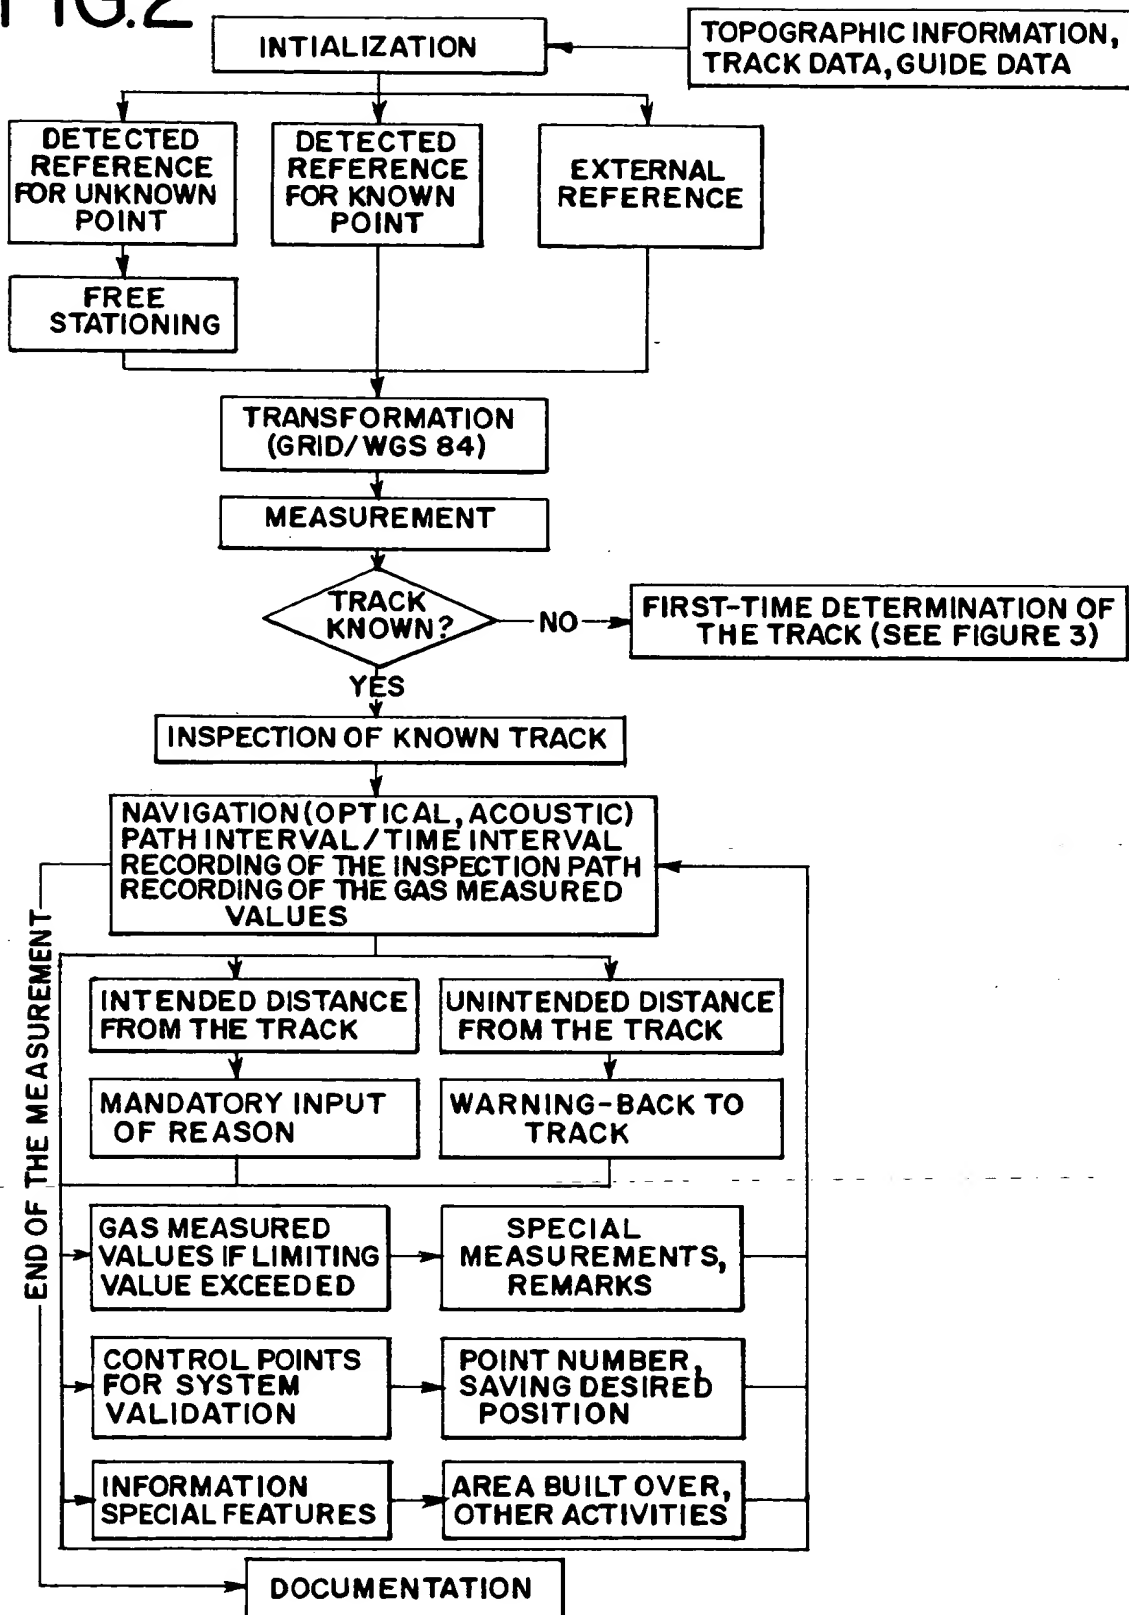 FIG.2
INTIALIZATION
TOPOGRAPHIC INFORMATION,
TRACK DATA, GUIDE DATA
DETECTED
REFERENCE
FOR UNKNOWN
POINT
DETECTED
REFERENCE
FOR KNOWN
POINT
EXTERNAL
REFERENCE
FREE
STATIONING
TRANSFORMATION
(GRID/WGS 84)
MEASUREMENT
TRACK
KNOWN?
NO
FIRST-TIME DETERMINATION OF
THE TRACK (SEE FIGURE 3)
YES
INSPECTION OF KNOWN TRACK
NAVIGATION (OPTICAL, ACOUSTIC)
PATH INTERVAL/TIME INTERVAL
RECORDING OF THE INSPECTION PATH
RECORDING OF THE GAS MEASURED
VALUES
END OF THE MEASUREMENT
INTENDED DISTANCE
FROM THE TRACK
UNINTENDED DISTANCE
FROM THE TRACK
MANDATORY INPUT
OF REASON
WARNING-BACK TO
TRACK
GAS MEASURED
VALUES IF LIMITING
VALUE EXCEEDED
SPECIAL
MEASUREMENTS,
REMARKS
CONTROL POINTS
FOR SYSTEM
VALIDATION
POINT NUMBER,
SAVING DESIRED
POSITION
INFORMATION
SPECIAL FEATURES
AREA BUILT OVER,
OTHER ACTIVITIES
DOCUMENTATION